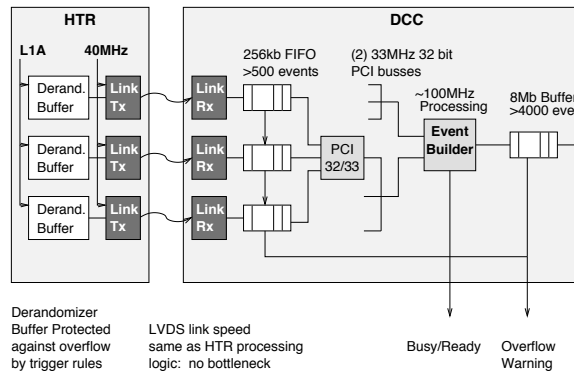 HTR
DCC
L1A
40MHz
256kb FIFO
>500 events
(2) 33MHz 32 bit
PCI busses
~100MHz
Processing
8Mb Buffer
>4000 eve
Derand.
Buffer
Link
Tx
Link
Rx
Derand.
Buffer
Link
Tx
Link
Rx
PCI
32/33
Event
Builder
Derand.
Buffer
Link
Tx
Link
Rx
Derandomizer
Buffer Protected
against overflow
by trigger rules
LVDS link speed
same as HTR processing
logic: no bottleneck
Busy/Ready
Overflow
Warning